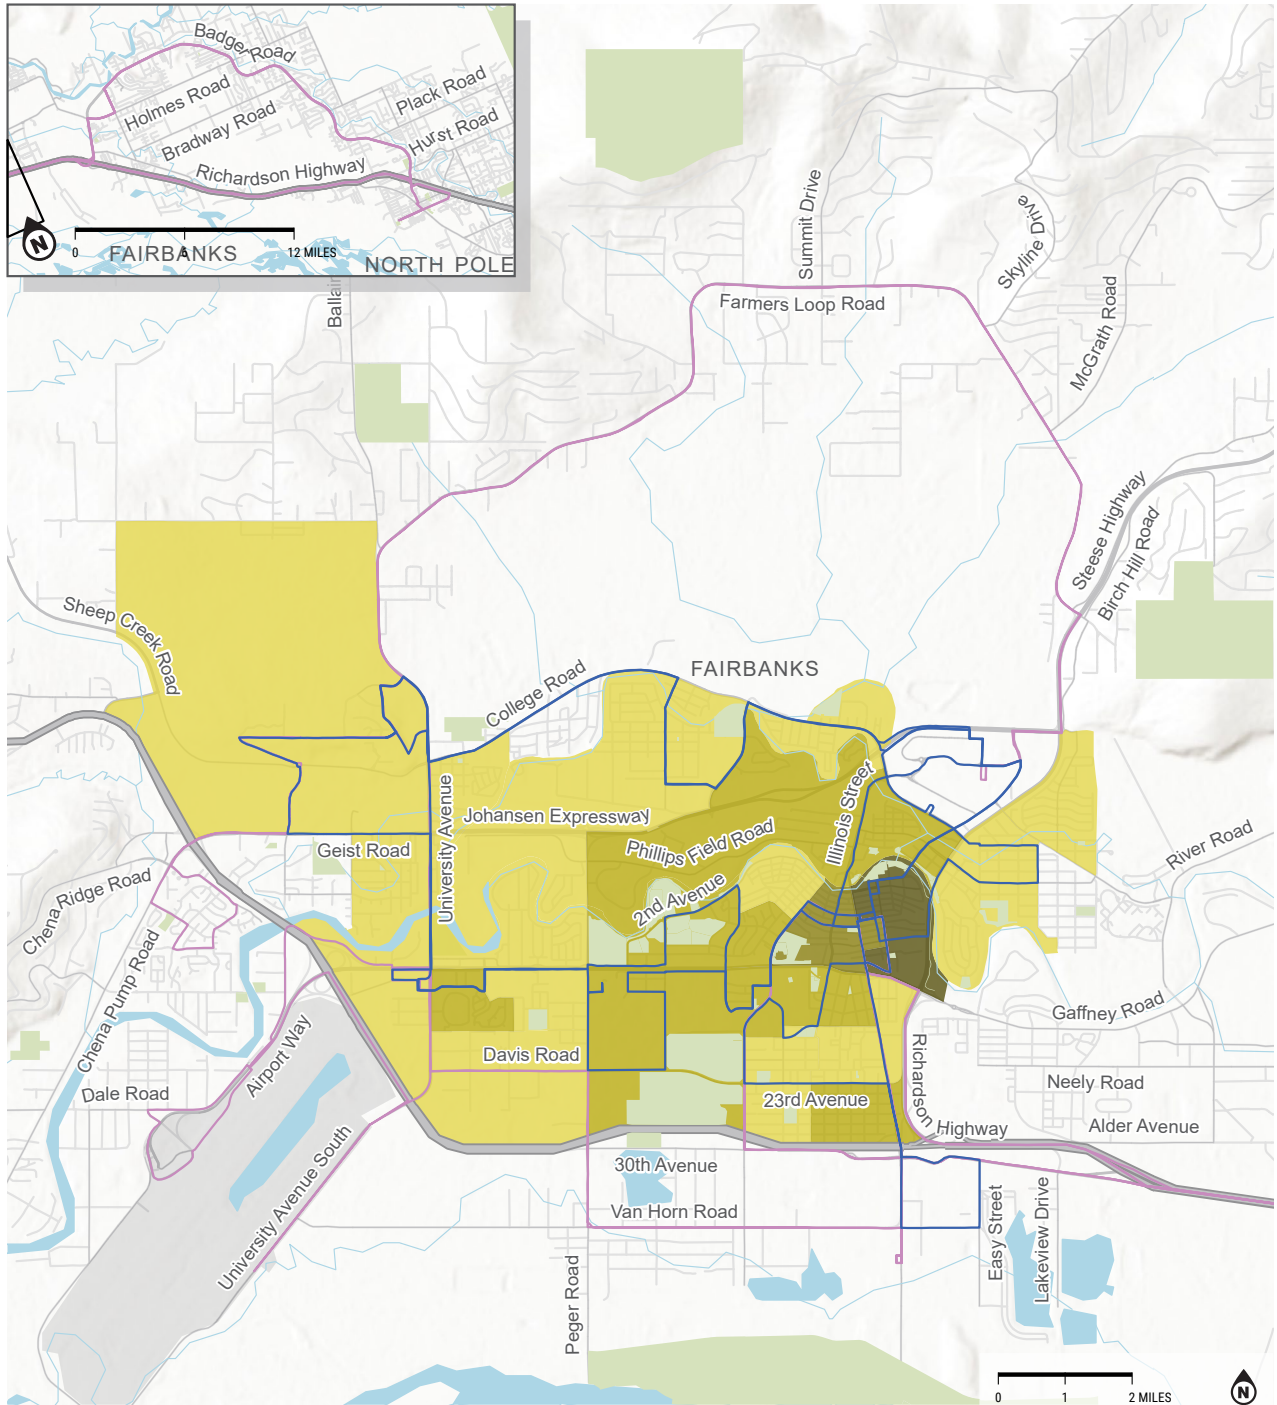 Badger Road
Plack Road
Holmes Road
Hurst Road
Bradway Road
Richardson Highway
N
0
12 MILES
FAIRBANKS
NORTH POLE
Summit Drive
Skyline Drive
Farmers Loop Road
McGrath Road
Steese Highway
Birch Hill Road
Sheep Creek Road
College Road
FAIRBANKS
University Avenue
Johansen Expressway
Illinois Street
Phillips Field Road
Geist Road
River Road
2nd Avenue
Chena Ridge Road
Chena Pump Road
Gaffney Road
Airport Way
Davis Road
Richardson Highway
Neely Road
Dale Road
23rd Avenue
Alder Avenue
30th Avenue
University Avenue South
Van Horn Road
Easy Street
Lakeview Drive
Peger Road
0
1
2 MILES
N